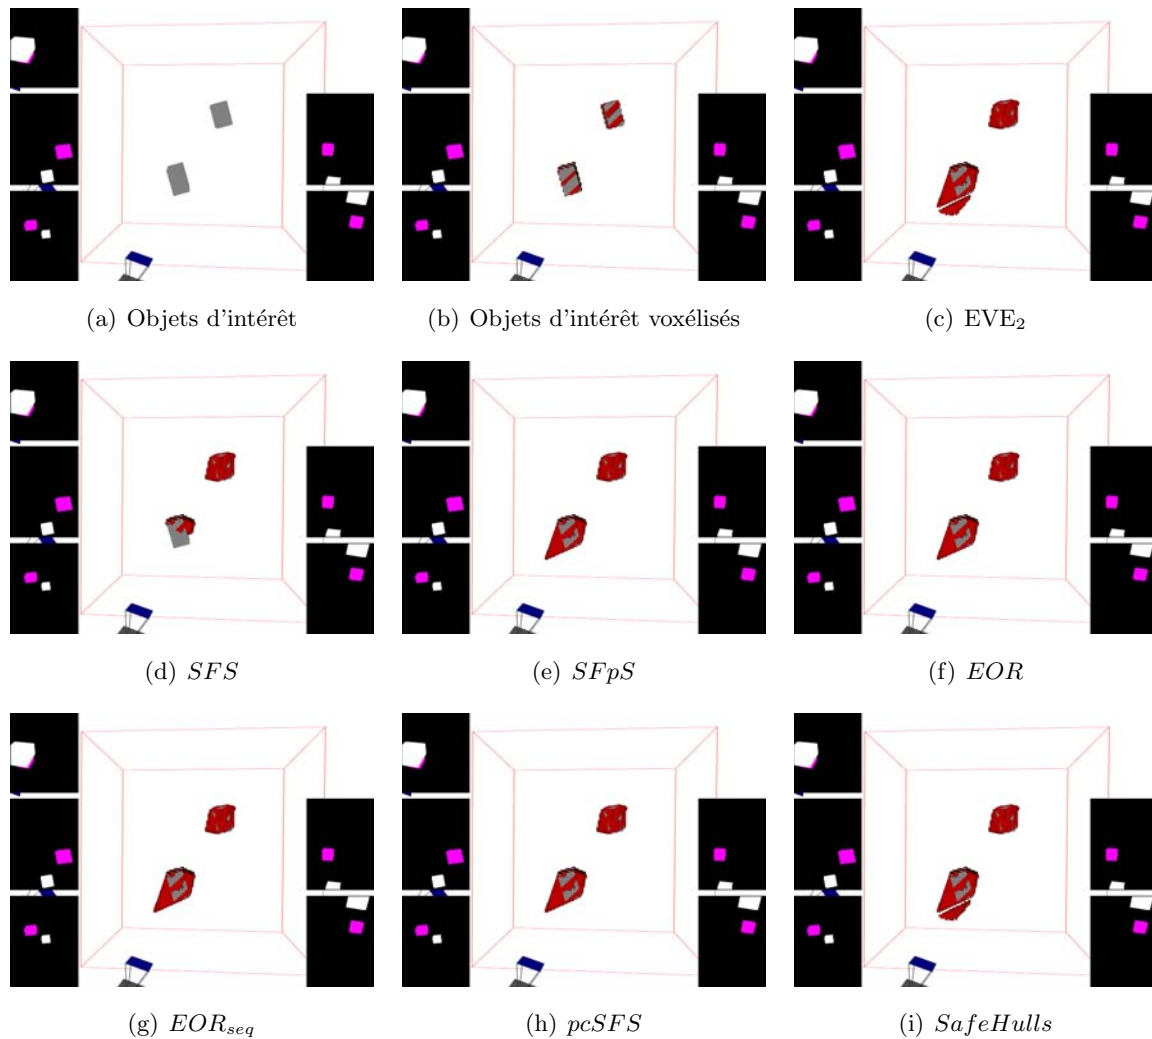 (a) Objets d'intérêt
(b) Objets d'intérêt voxélisés
(c) EVE₂
(d) SFS
(e) SFpS
(f) EOR
(g) EORseq
(h) pcSFS
(i) SafeHulls